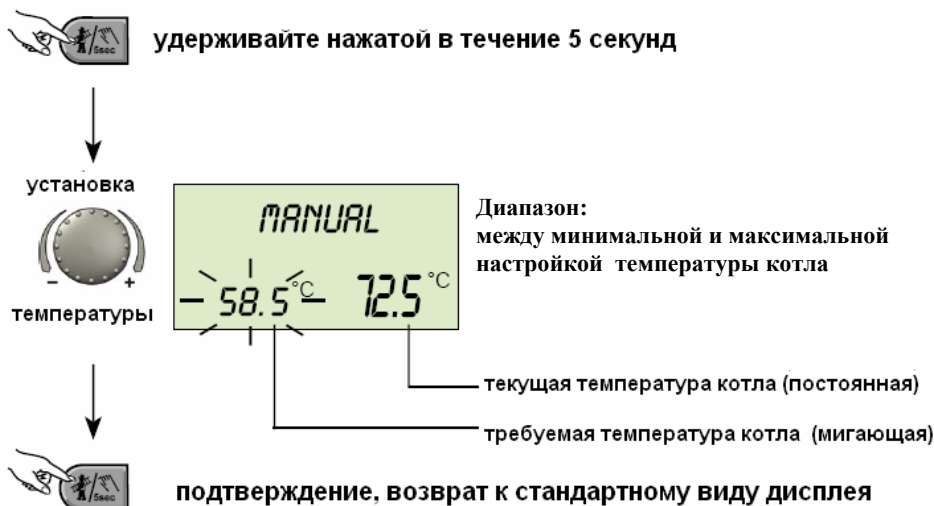 5sec
удерживайте нажатой в течение 5 секунд
установка
− +
температуры
MANUAL
58.5°C 72.5°C
Диапазон:
между минимальной и максимальной
настройкой температуры котла
текущая температура котла (постоянная)
требуемая температура котла (мигающая)
5sec
подтверждение, возврат к стандартному виду дисплея